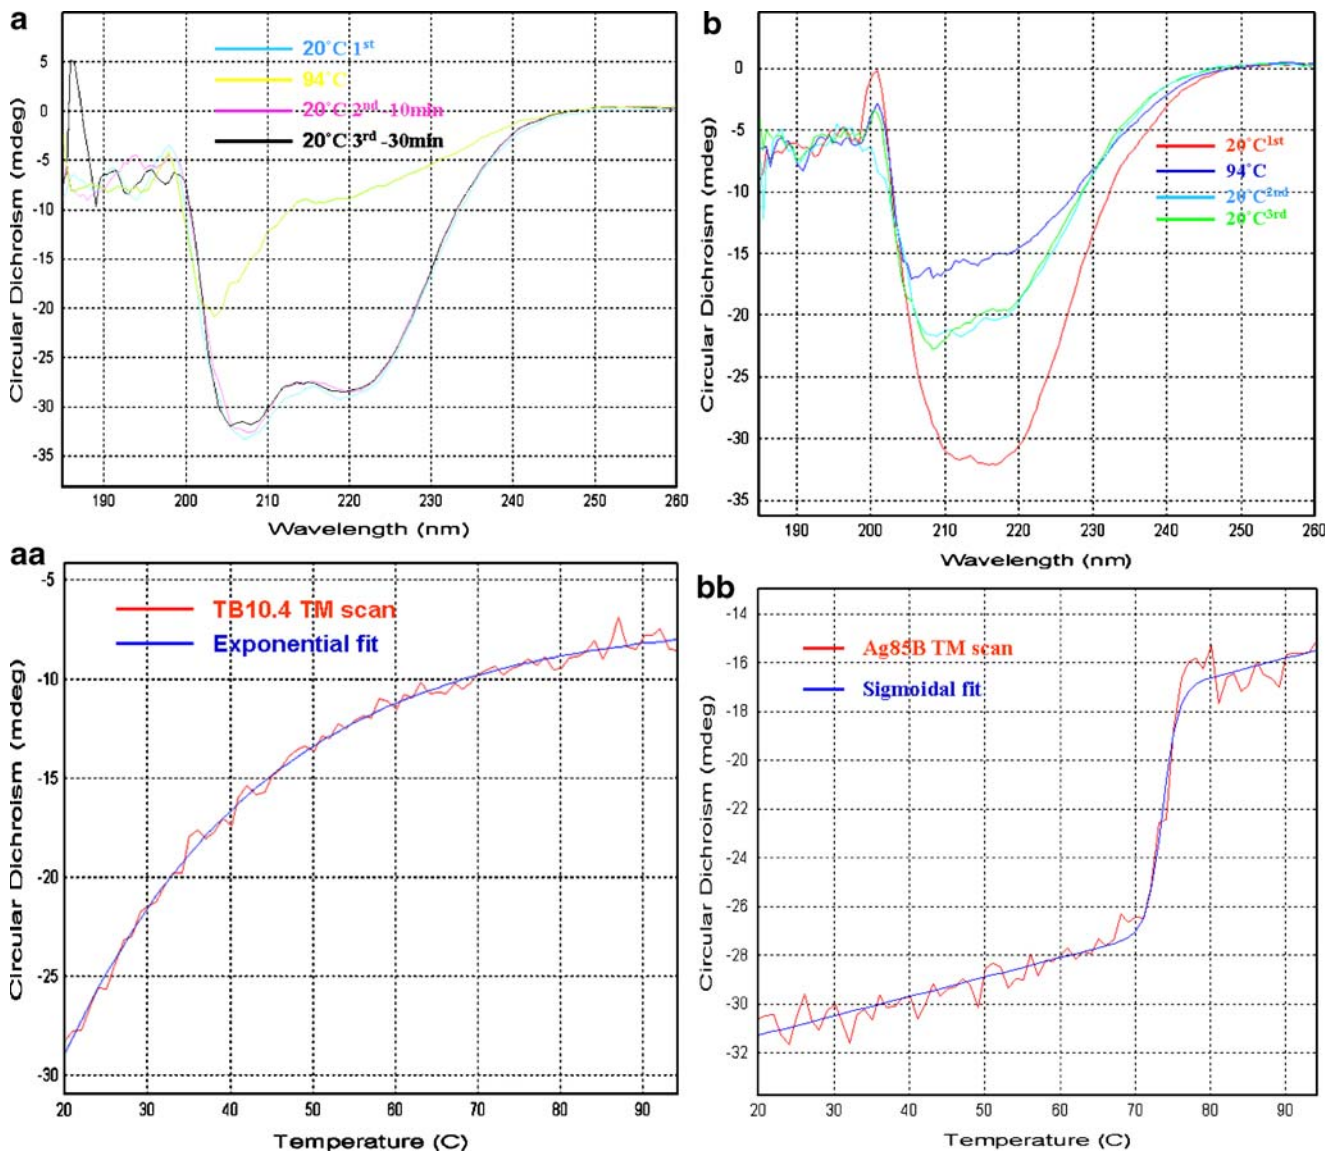 a
20°C 1st
94°C
20°C 2nd -10min
20°C 3rd -30min
5
0
-5
-10
-15
-20
-25
-30
-35
190 200 210 220 230 240 250 260
Wavelength (nm)
Circular Dichroism (mdeg)
b
20°C1st
94°C
20°C2nd
20°C3rd
0
-5
-10
-15
-20
-25
-30
-35
190 200 210 220 230 240 250 260
Wavelength (nm)
Circular Dichroism (mdeg)
aa
TB10.4 TM scan
Exponential fit
-5
-10
-15
-20
-25
-30
20 30 40 50 60 70 80 90
Temperature (C)
Circular Dichroism (mdeg)
bb
Ag85B TM scan
Sigmoidal fit
-14
-16
-18
-20
-22
-24
-26
-28
-30
-32
20 30 40 50 60 70 80 90
Temperature (C)
Circular Dichroism (mdeg)